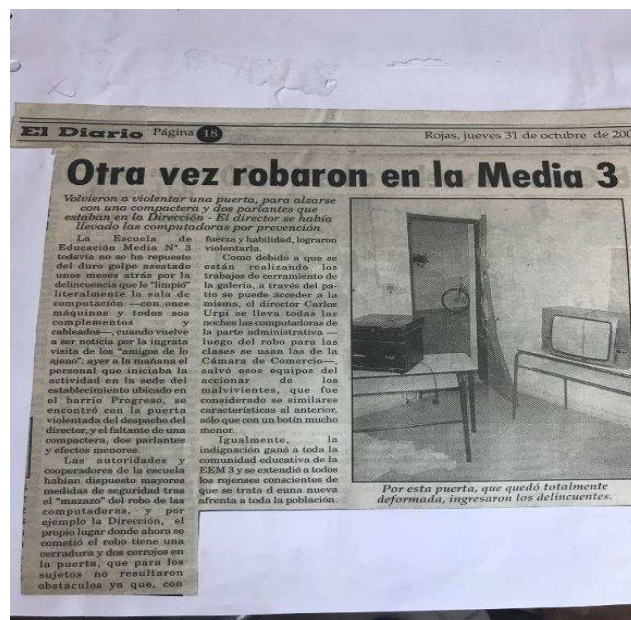 El Diario Página 18
Rojas, jueves 31 de octubre de 200
Otra vez robaron en la Media 3
Volvieron a violentar una puerta, para alzarse
con una compactera y dos parlantes que
estaban en la Dirección - El director se había
llevado las computadoras por prevención
La Escuela de
Educación Media Nº 3
todavía no se ha repuesto
del duro golpe asestado
unos meses atrás por la
delincuencia que le "limpió"
literalmente la sala de
computación —con once
máquinas y todos sus
complementos y
cableados—, cuando vuelve
a ser noticia por la ingrata
visita de los "amigos de lo
ajeno": ayer a la mañana el
personal que iniciaba la
actividad en la sede del
establecimiento ubicado en
el barrio Progreso, se
encontró con la puerta
violentada del despacho del
director, y el faltante de una
compactera, dos parlantes
y efectos menores.
Las autoridades y
cooperadores de la escuela
habían dispuesto mayores
medidas de seguridad tras
el "mazazo" del robo de las
computadoras, y por
ejemplo la Dirección, el
propio lugar donde ahora se
cometió el robo tiene una
cerradura y dos cerrojos en
la puerta, que para los
sujetos no resultaron
obstáculos ya que, con
fuerza y habilidad, lograron
violentarla.
Como debido a que se
están realizando los
trabajos de cerramiento de
la galería, a través del pa-
tio se puede acceder a la
misma, el director Carlos
Urpi se lleva todas las
noches las computadoras de
la parte administrativa —
luego del robo para las
clases se usan las de la
Cámara de Comercio—,
salvó esos equipos del
accionar de los
malvivientes, que fue
considerado se similares
características al anterior,
sólo que con un botín mucho
menor.
Igualmente, la
indignación ganó a toda la
comunidad educativa de la
EEM 3 y se extendió a todos
los rojenses conscientes de
que se trata d euna nueva
afrenta a toda la población.
Por esta puerta, que quedó totalmente
deformada, ingresaron los delincuentes.